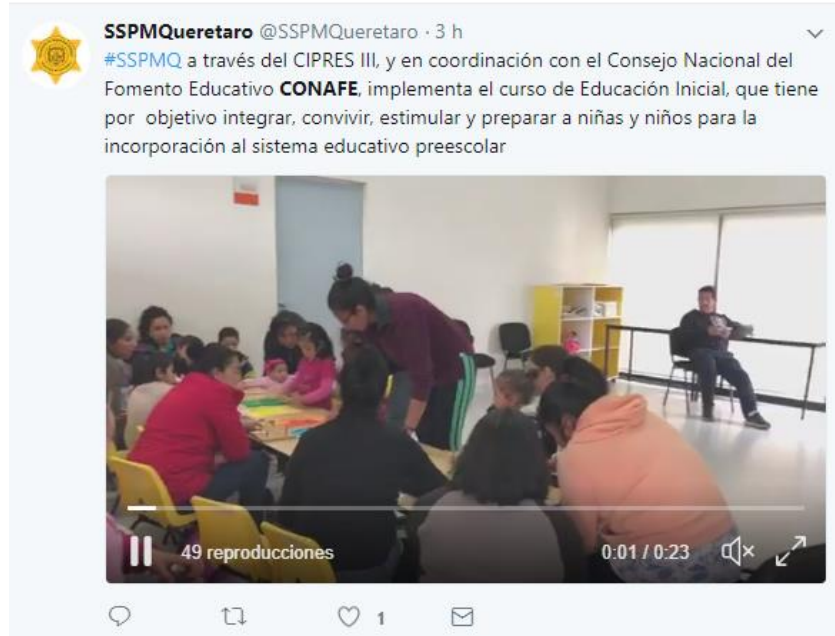 SSPMQueretaro @SSPMQueretaro · 3 h
#SSPMQ a través del CIPRES III, y en coordinación con el Consejo Nacional del
Fomento Educativo CONAFE, implementa el curso de Educación Inicial, que tiene
por objetivo integrar, convivir, estimular y preparar a niñas y niños para la
incorporación al sistema educativo preescolar
49 reproducciones
0:01 / 0:23
1